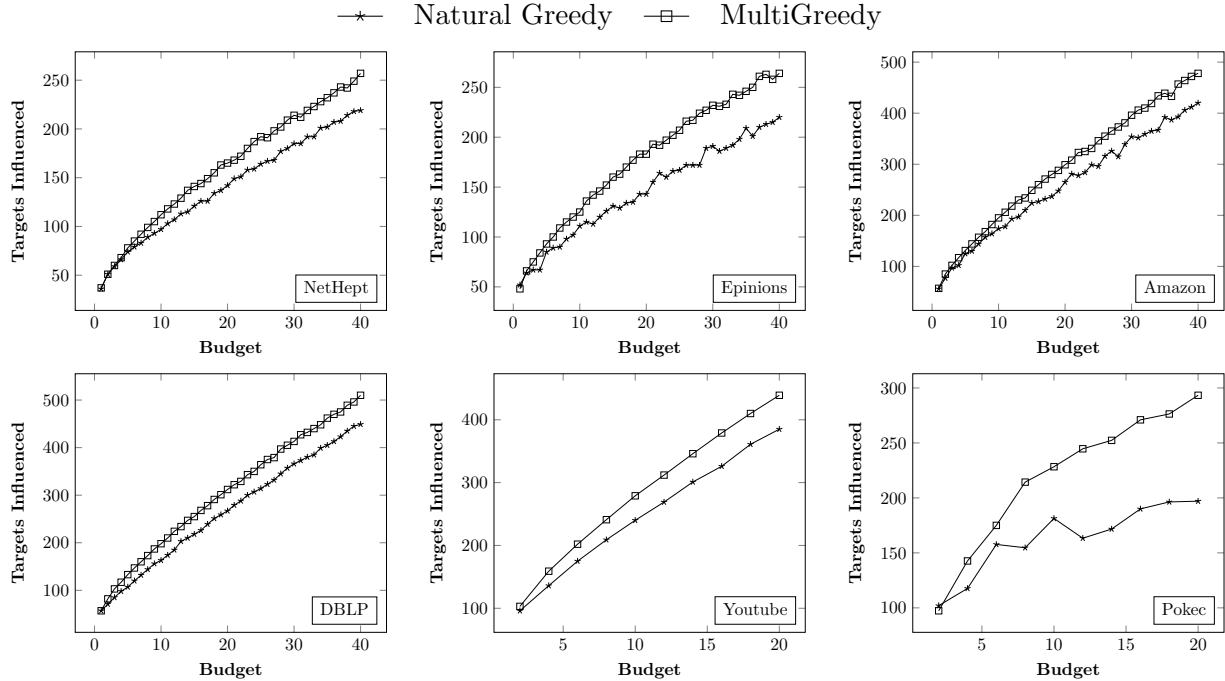 Natural Greedy MultiGreedy
250
200
150
100
50
0 10 20 30 40
Budget
Targets Influenced
NetHept
250
200
150
100
50
0 10 20 30 40
Budget
Targets Influenced
Epinions
500
400
300
200
100
0 10 20 30 40
Budget
Targets Influenced
Amazon
500
400
300
200
100
0 10 20 30 40
Budget
Targets Influenced
DBLP
400
300
200
100
5 10 15 20
Budget
Targets Influenced
Youtube
300
250
200
150
100
5 10 15 20
Budget
Targets Influenced
Pokec